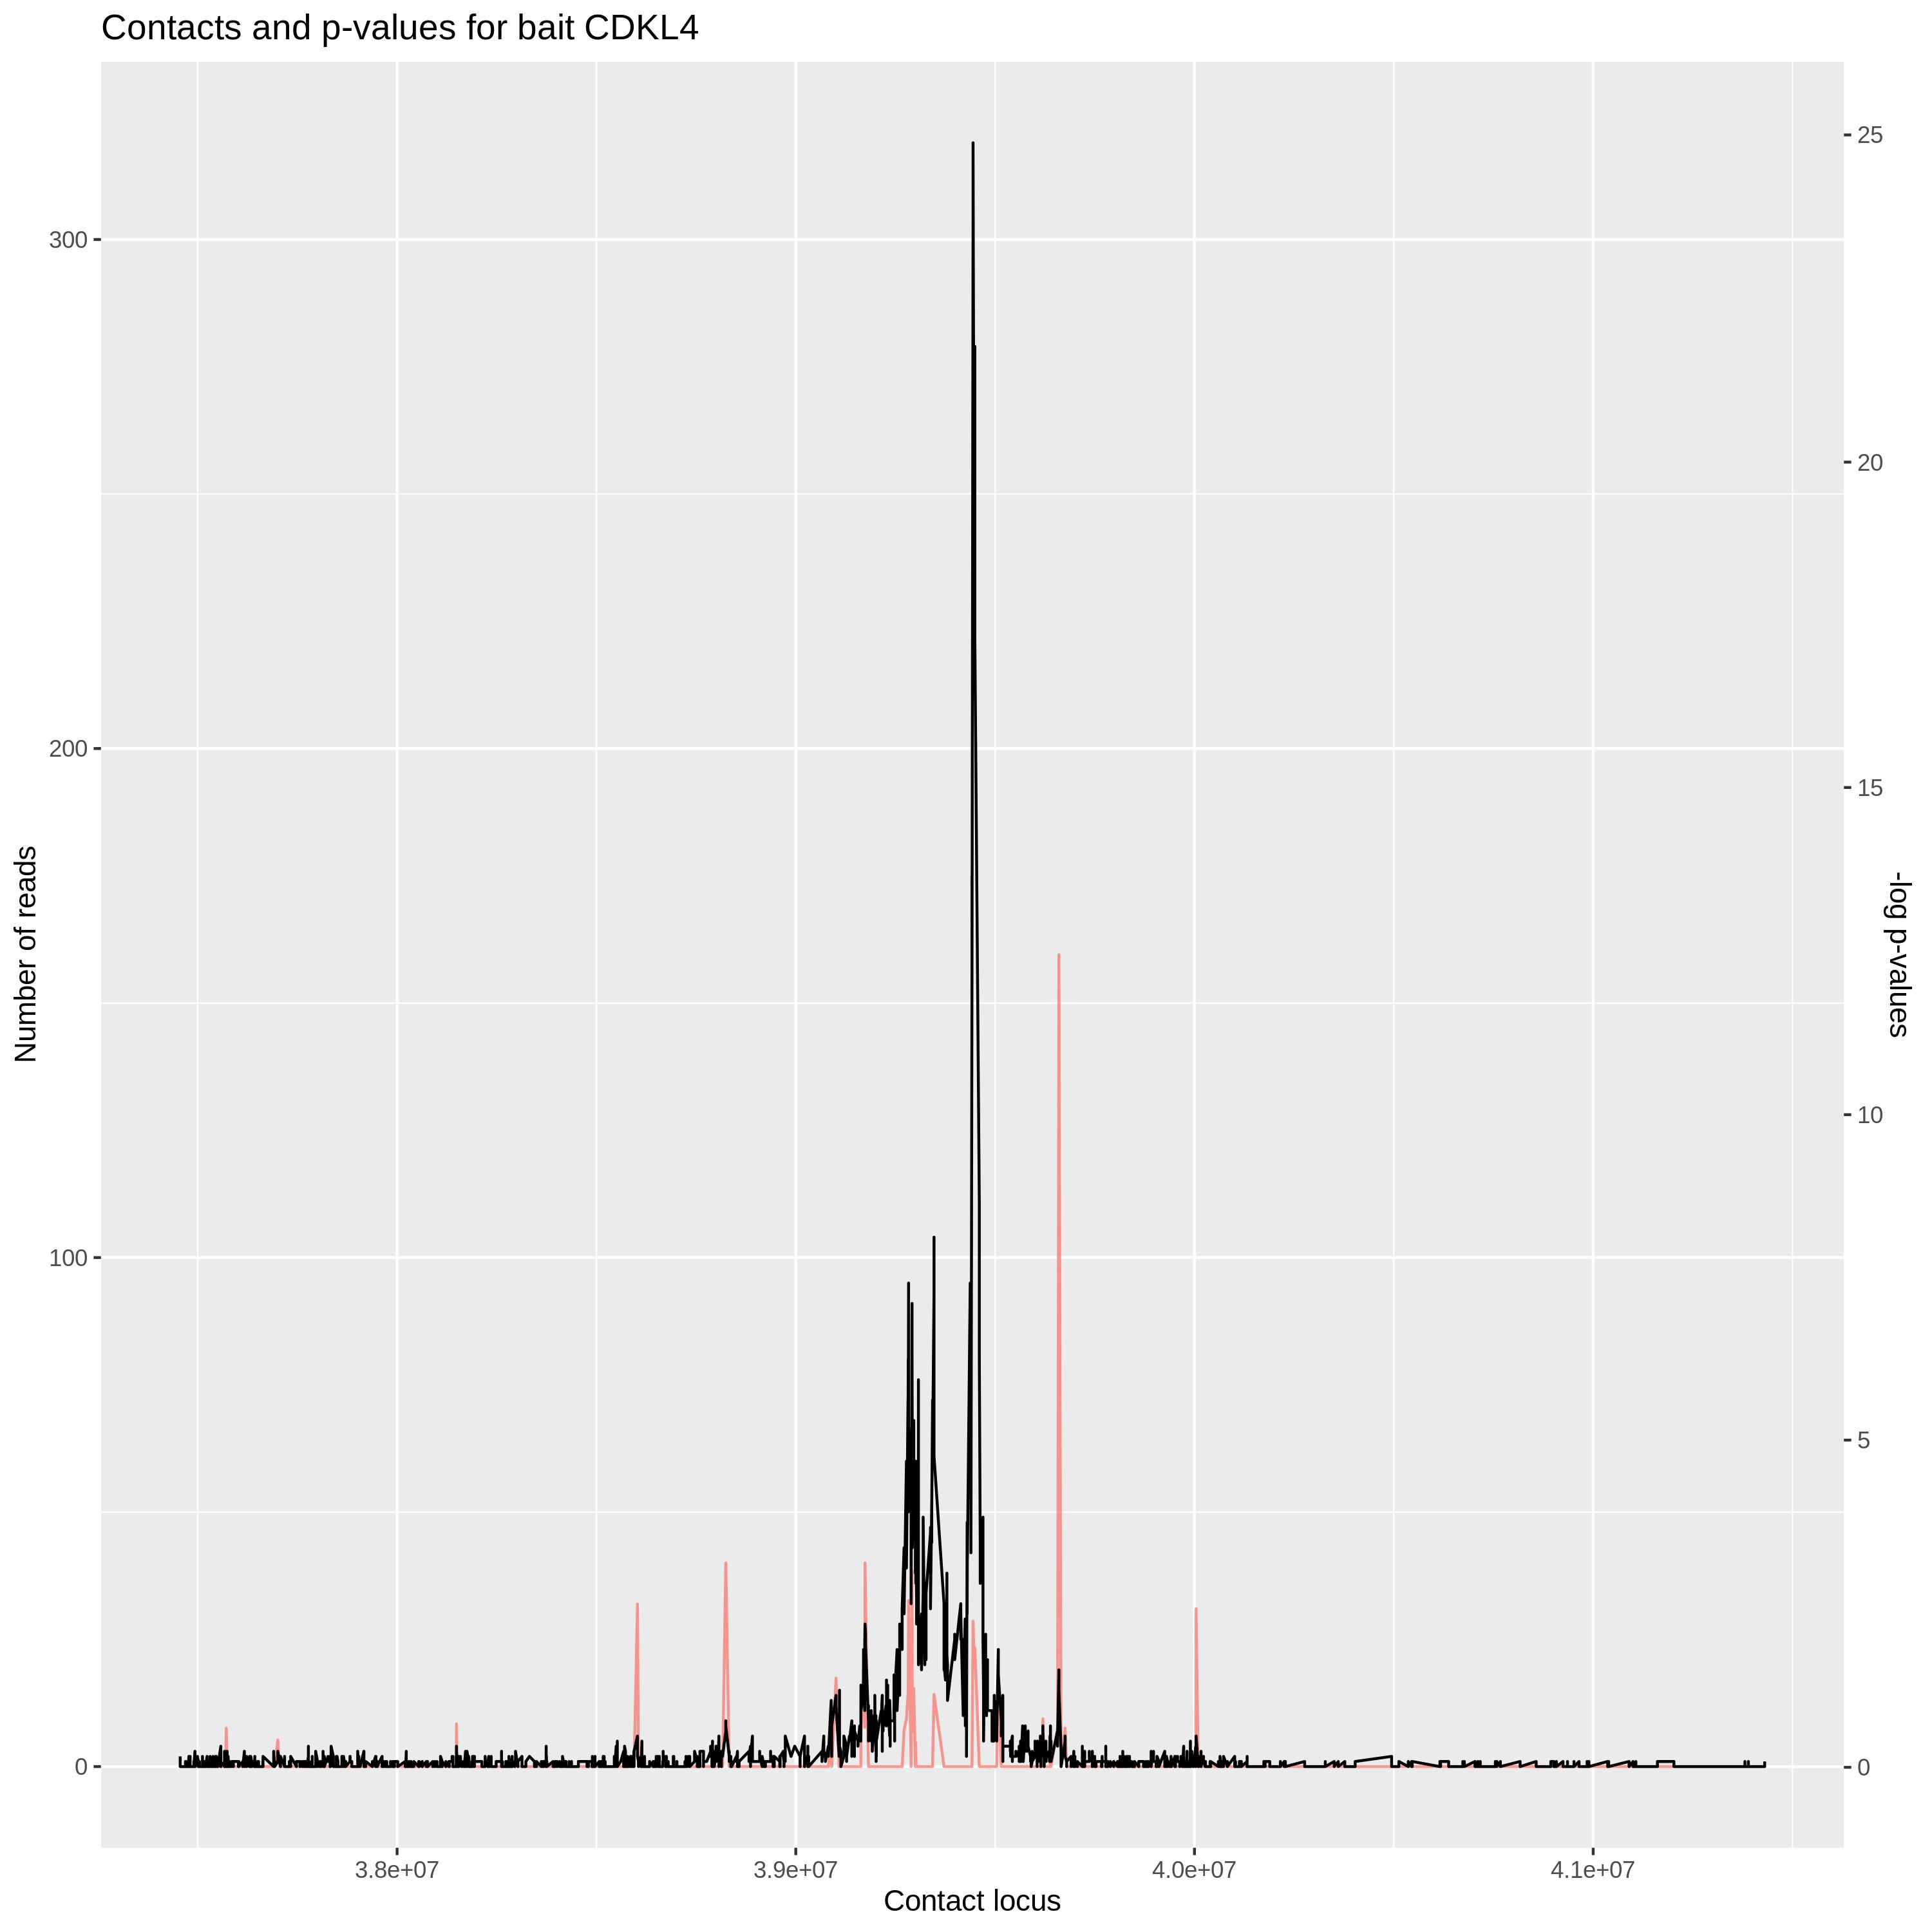 Contacts and p-values for bait CDKL4
Number of reads
300
200
100
0
-log p-values
25
20
15
10
5
0
3.8e+07
3.9e+07
4.0e+07
4.1e+07
Contact locus